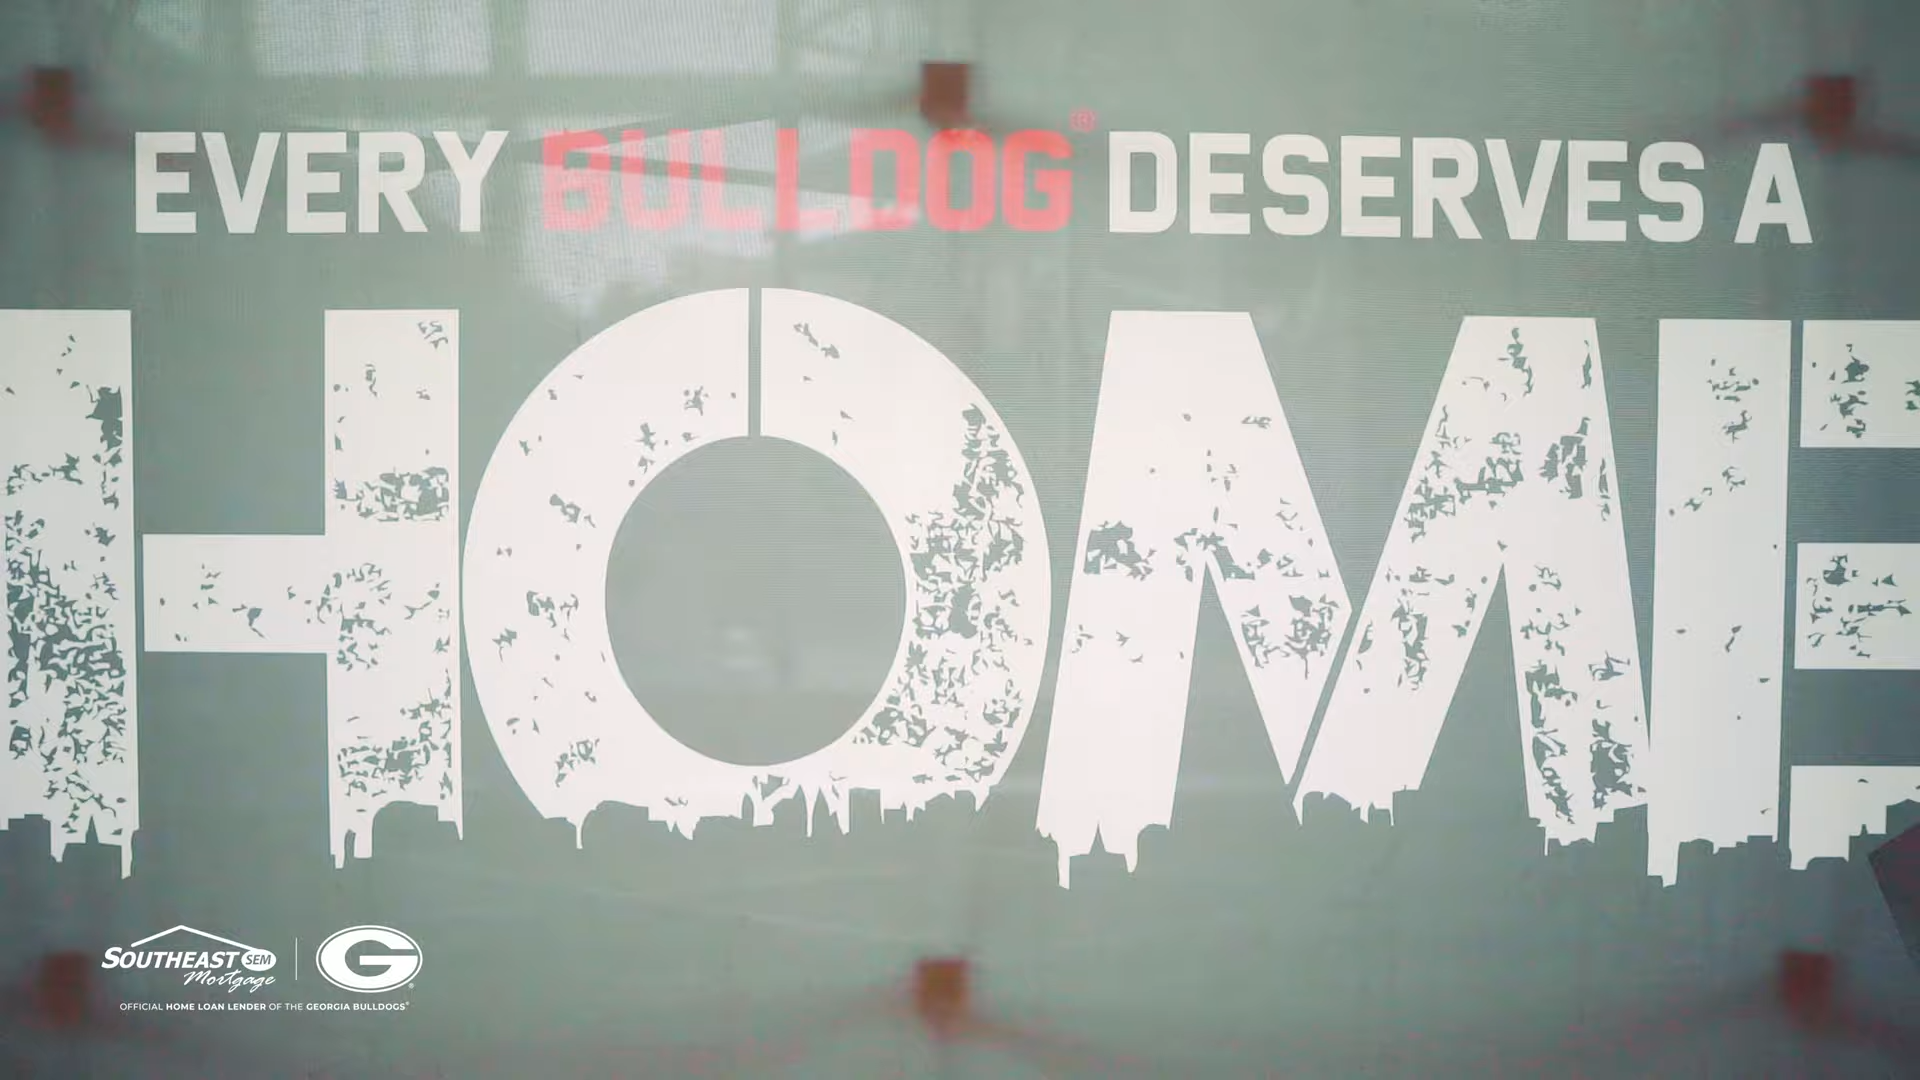 EVERY BULLDOG® DESERVES A
HOME
SOUTHEAST SEM
Mortgage
G®
OFFICIAL HOME LOAN LENDER OF THE GEORGIA BULLDOGS®